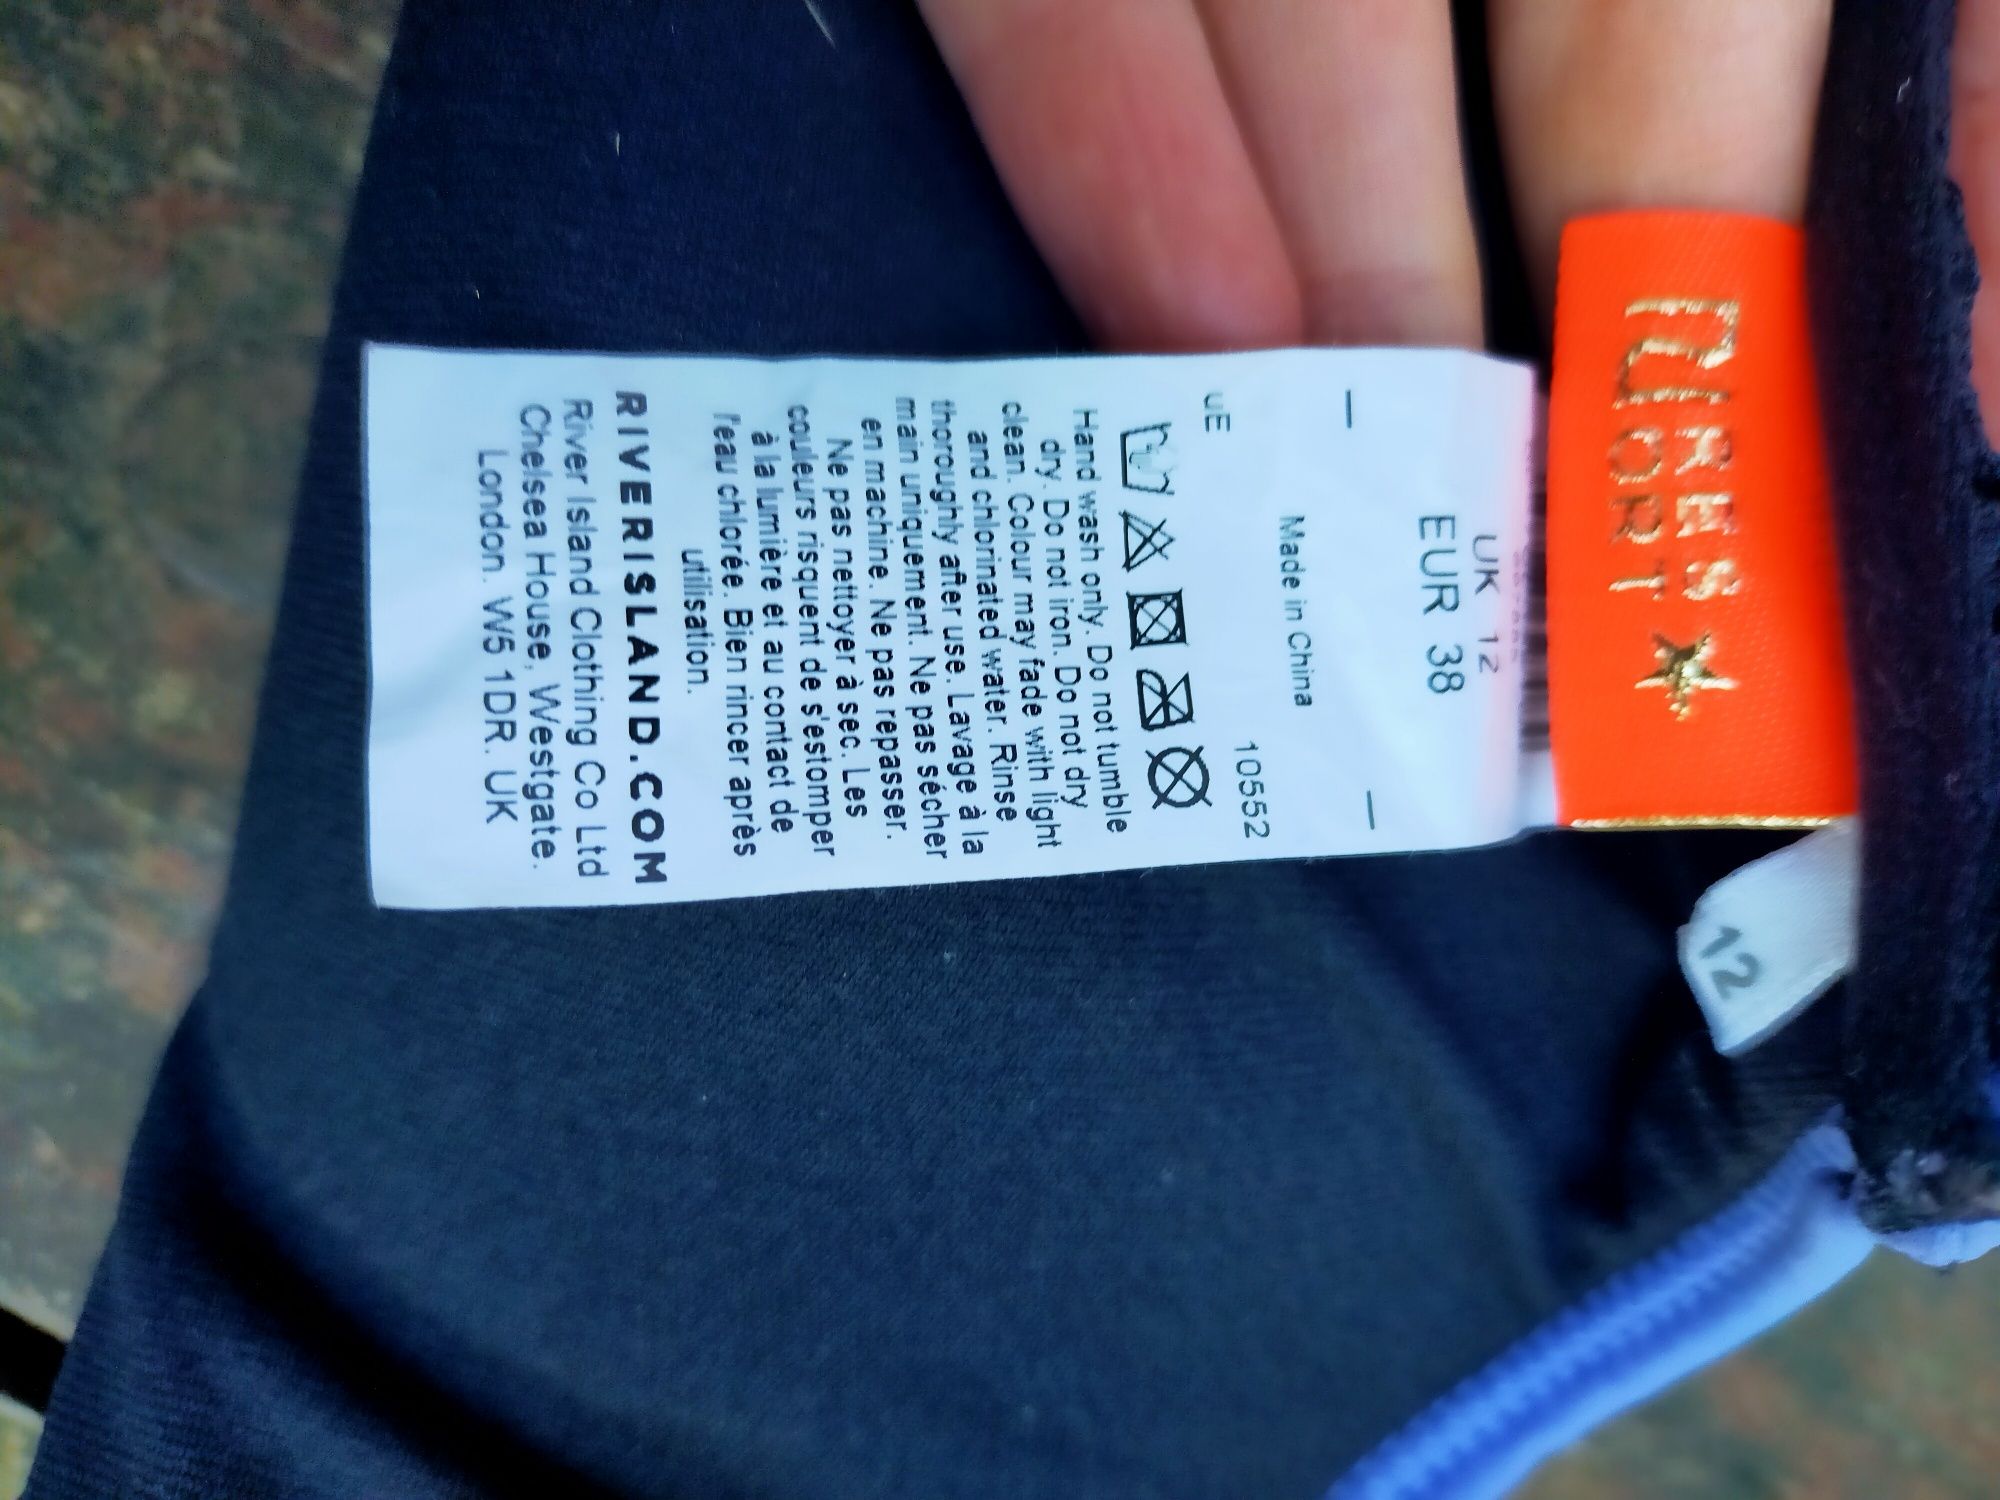 UK 12
EUR 38
Made in China
10552
uE
Hand wash only. Do not tumble
dry. Do not iron. Do not dry
clean. Colour may fade with light
and chlorinated water. Rinse
thoroughly after use. Lavage à la
main uniquement. Ne pas sécher
en machine. Ne pas repasser.
Ne pas nettoyer à sec. Les
couleurs risquent de s'estomper
à la lumière et au contact de
l'eau chlorée. Bien rincer après
utilisation.
RIVERISLAND.COM
River Island Clothing Co Ltd
Chelsea House, Westgate.
London. W5 1DR. UK
12